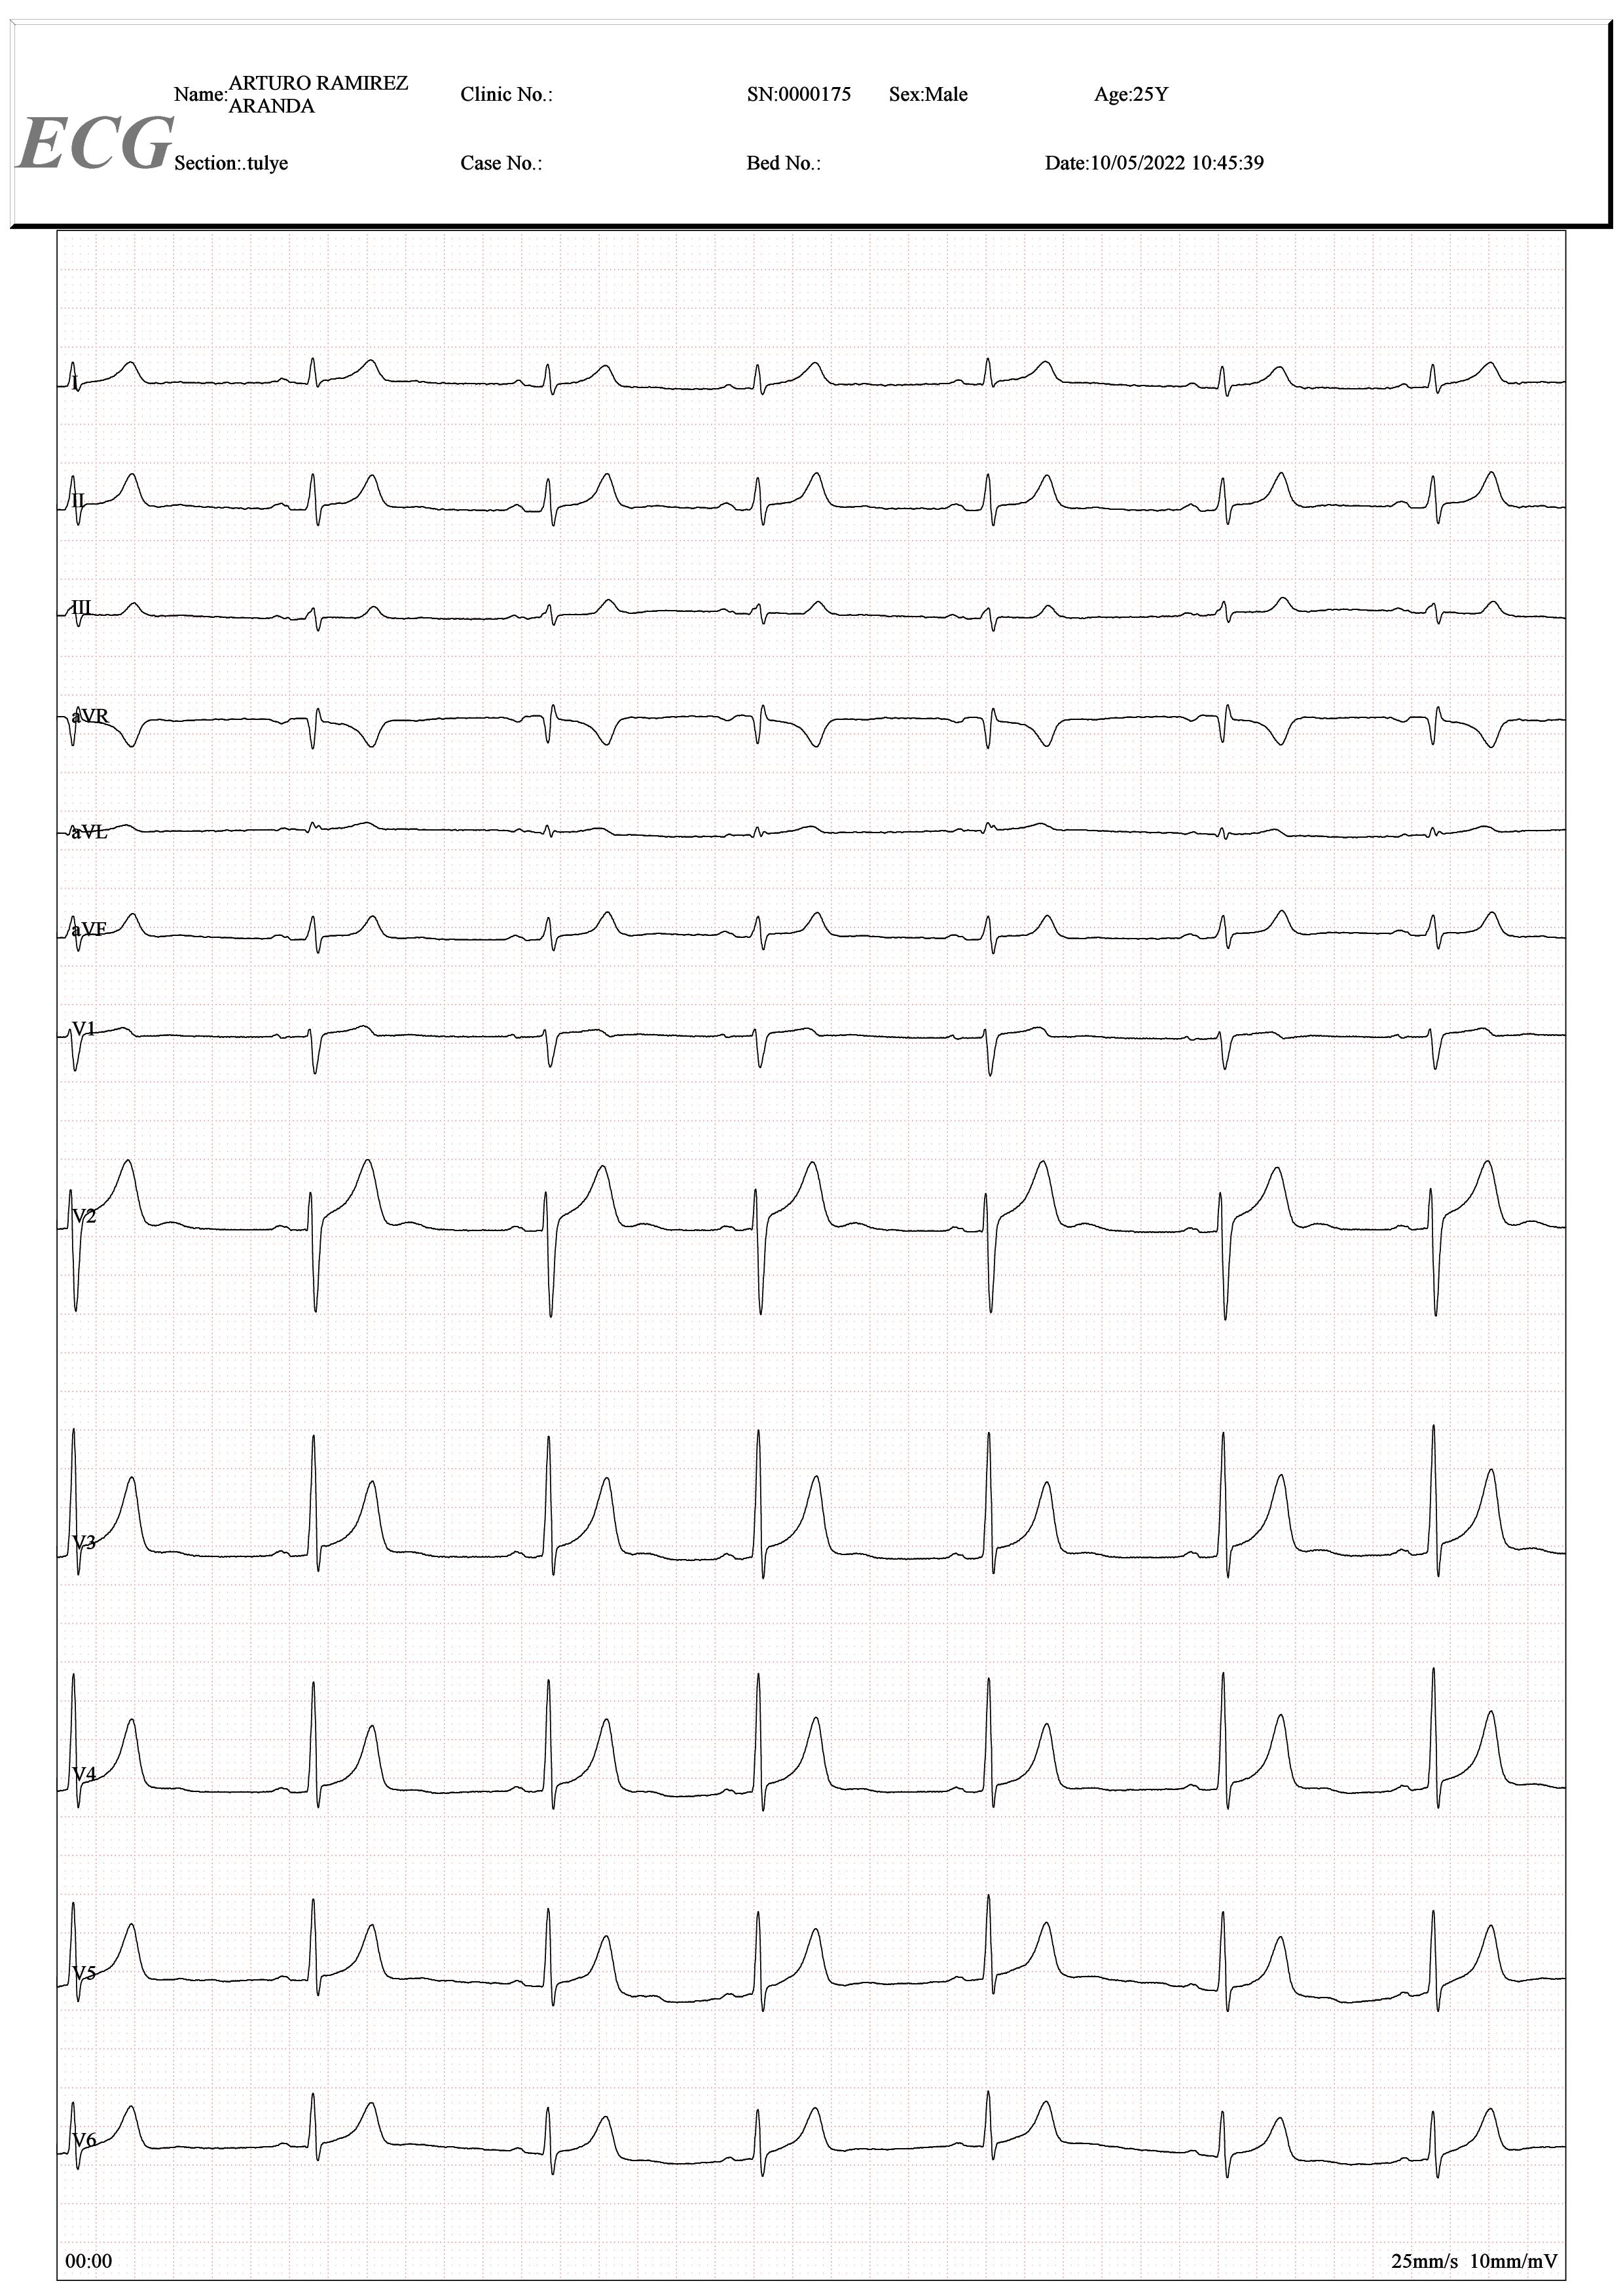 ECG
Name:ARTURO RAMIREZ
ARANDA
Clinic No.:
SN:0000175
Sex:Male
Age:25Y
Section:.tulye
Case No.:
Bed No.:
Date:10/05/2022 10:45:39
I
II
III
aVR
aVL
aVF
V1
V2
V3
V4
V5
V6
00:00
25mm/s 10mm/mV